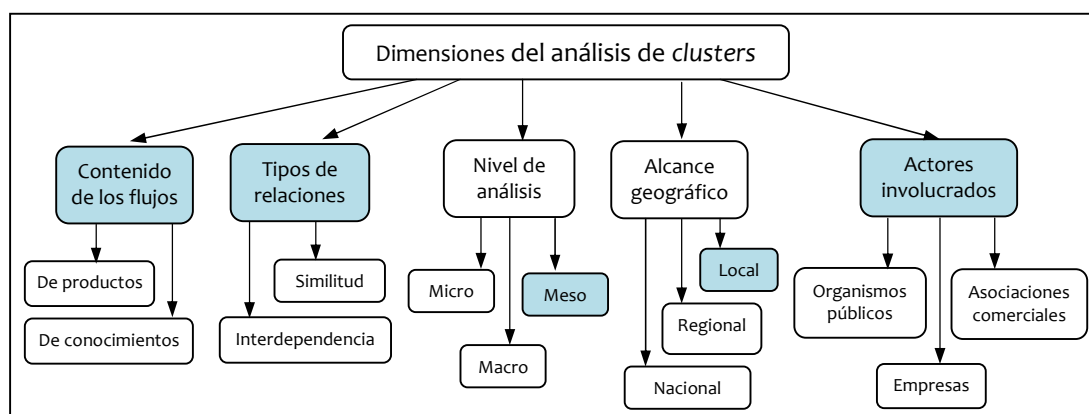 Dimensiones del análisis de clusters
Contenido
de los flujos
Tipos de
relaciones
Nivel de
análisis
Alcance
geográfico
Actores
involucrados
De productos
De conocimientos
Similitud
Interdependencia
Micro
Meso
Macro
Local
Regional
Nacional
Organismos
públicos
Asociaciones
comerciales
Empresas